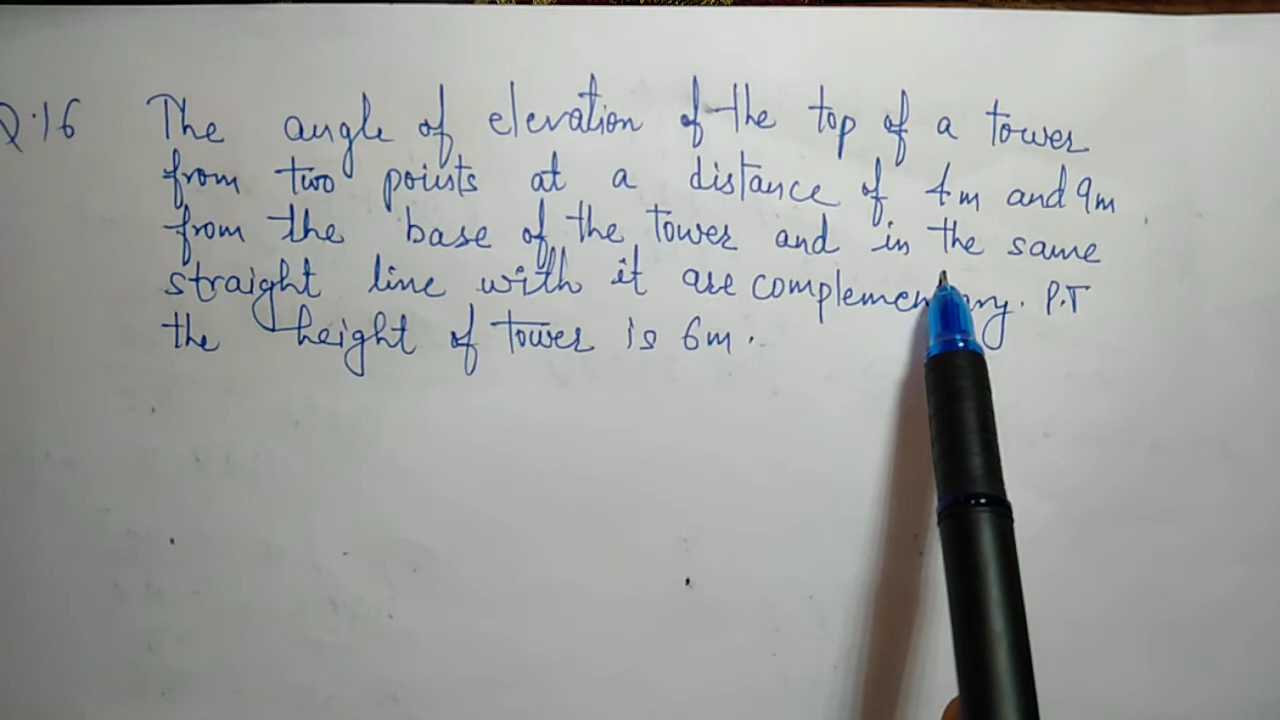 Q.16 The angle of elevation of the top of a tower
from two points at a distance of 4m and 9m
from the base of the tower and in the same
straight line with it are complementary. P.T
the height of tower is 6m.